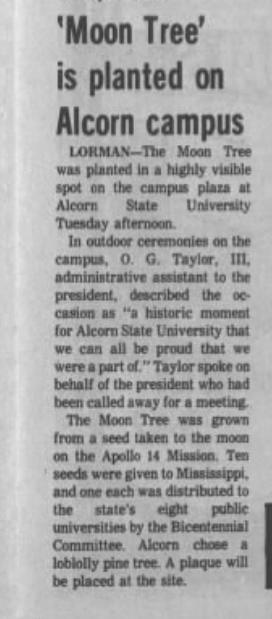 'Moon Tree'
is planted on
Alcorn campus
LORMAN—The Moon Tree
was planted in a highly visible
spot on the campus plaza at
Alcorn State University
Tuesday afternoon.
In outdoor ceremonies on the
campus, O. G. Taylor, III,
administrative assistant to the
president, described the oc-
casion as "a historic moment
for Alcorn State University that
we can all be proud that we
were a part of." Taylor spoke on
behalf of the president who had
been called away for a meeting.
The Moon Tree was grown
from a seed taken to the moon
on the Apollo 14 Mission. Ten
seeds were given to Mississippi,
and one each was distributed to
the state's eight public
universities by the Bicentennial
Committee. Alcorn chose a
loblolly pine tree. A plaque will
be placed at the site.